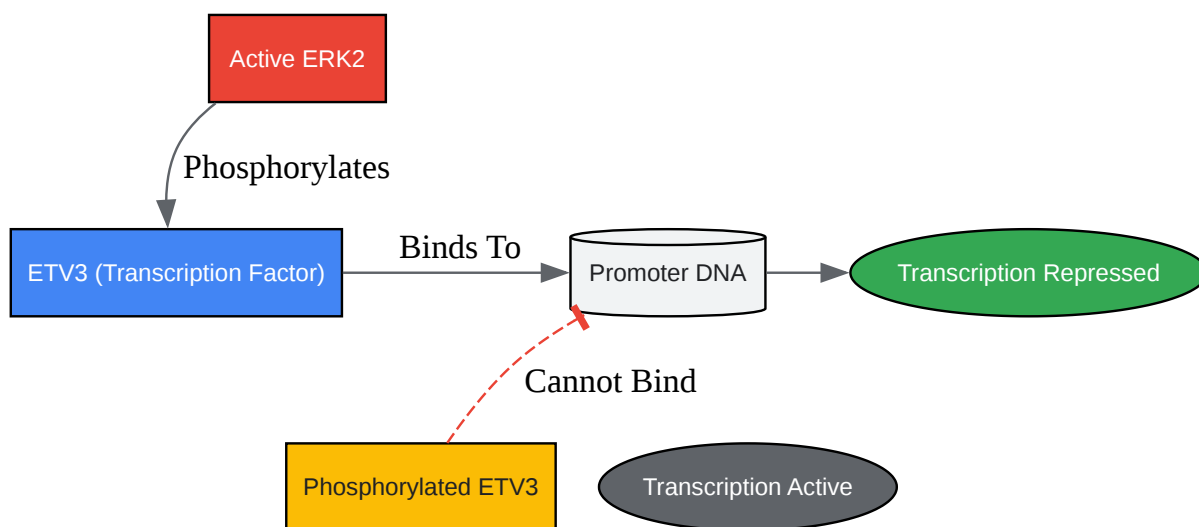 Active ERK2
Phosphorylates
ETV3 (Transcription Factor)
Binds To
Promoter DNA
Transcription Repressed
Cannot Bind
Phosphorylated ETV3
Transcription Active